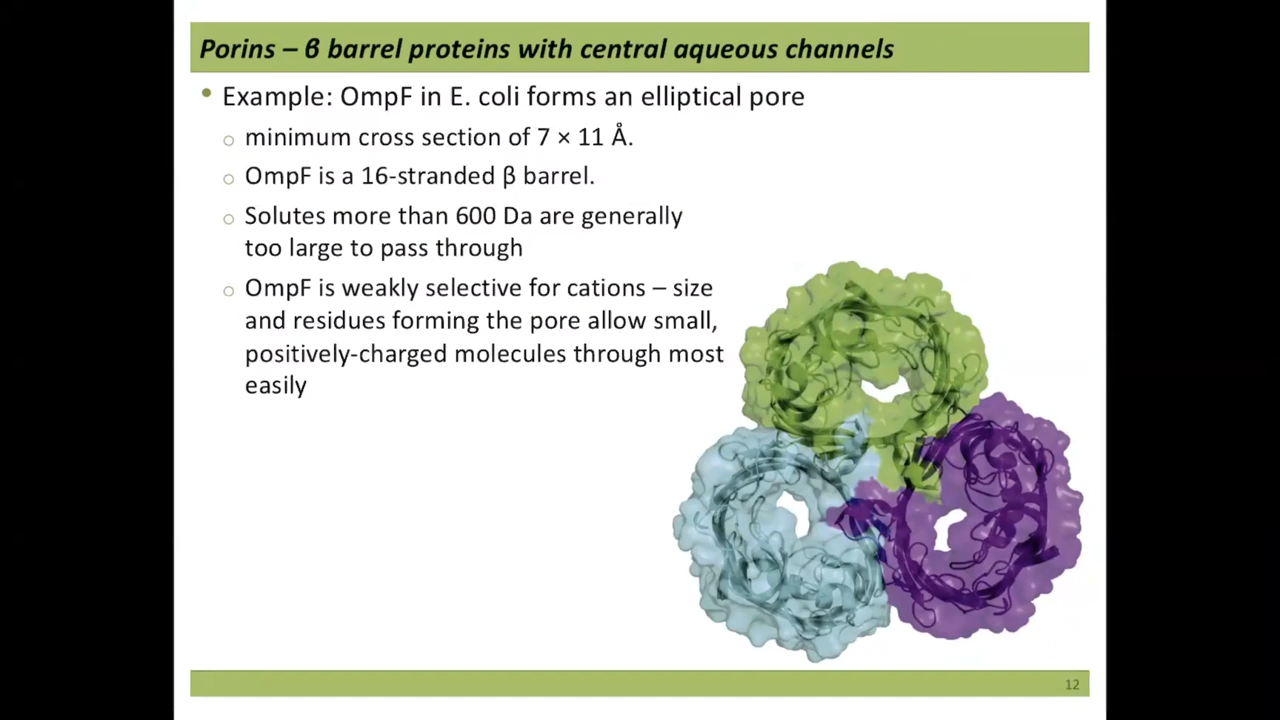 Porins – β barrel proteins with central aqueous channels
• Example: OmpF in E. coli forms an elliptical pore
o minimum cross section of 7 × 11 Å.
o OmpF is a 16-stranded β barrel.
o Solutes more than 600 Da are generally
too large to pass through
o OmpF is weakly selective for cations – size
and residues forming the pore allow small,
positively-charged molecules through most
easily
12